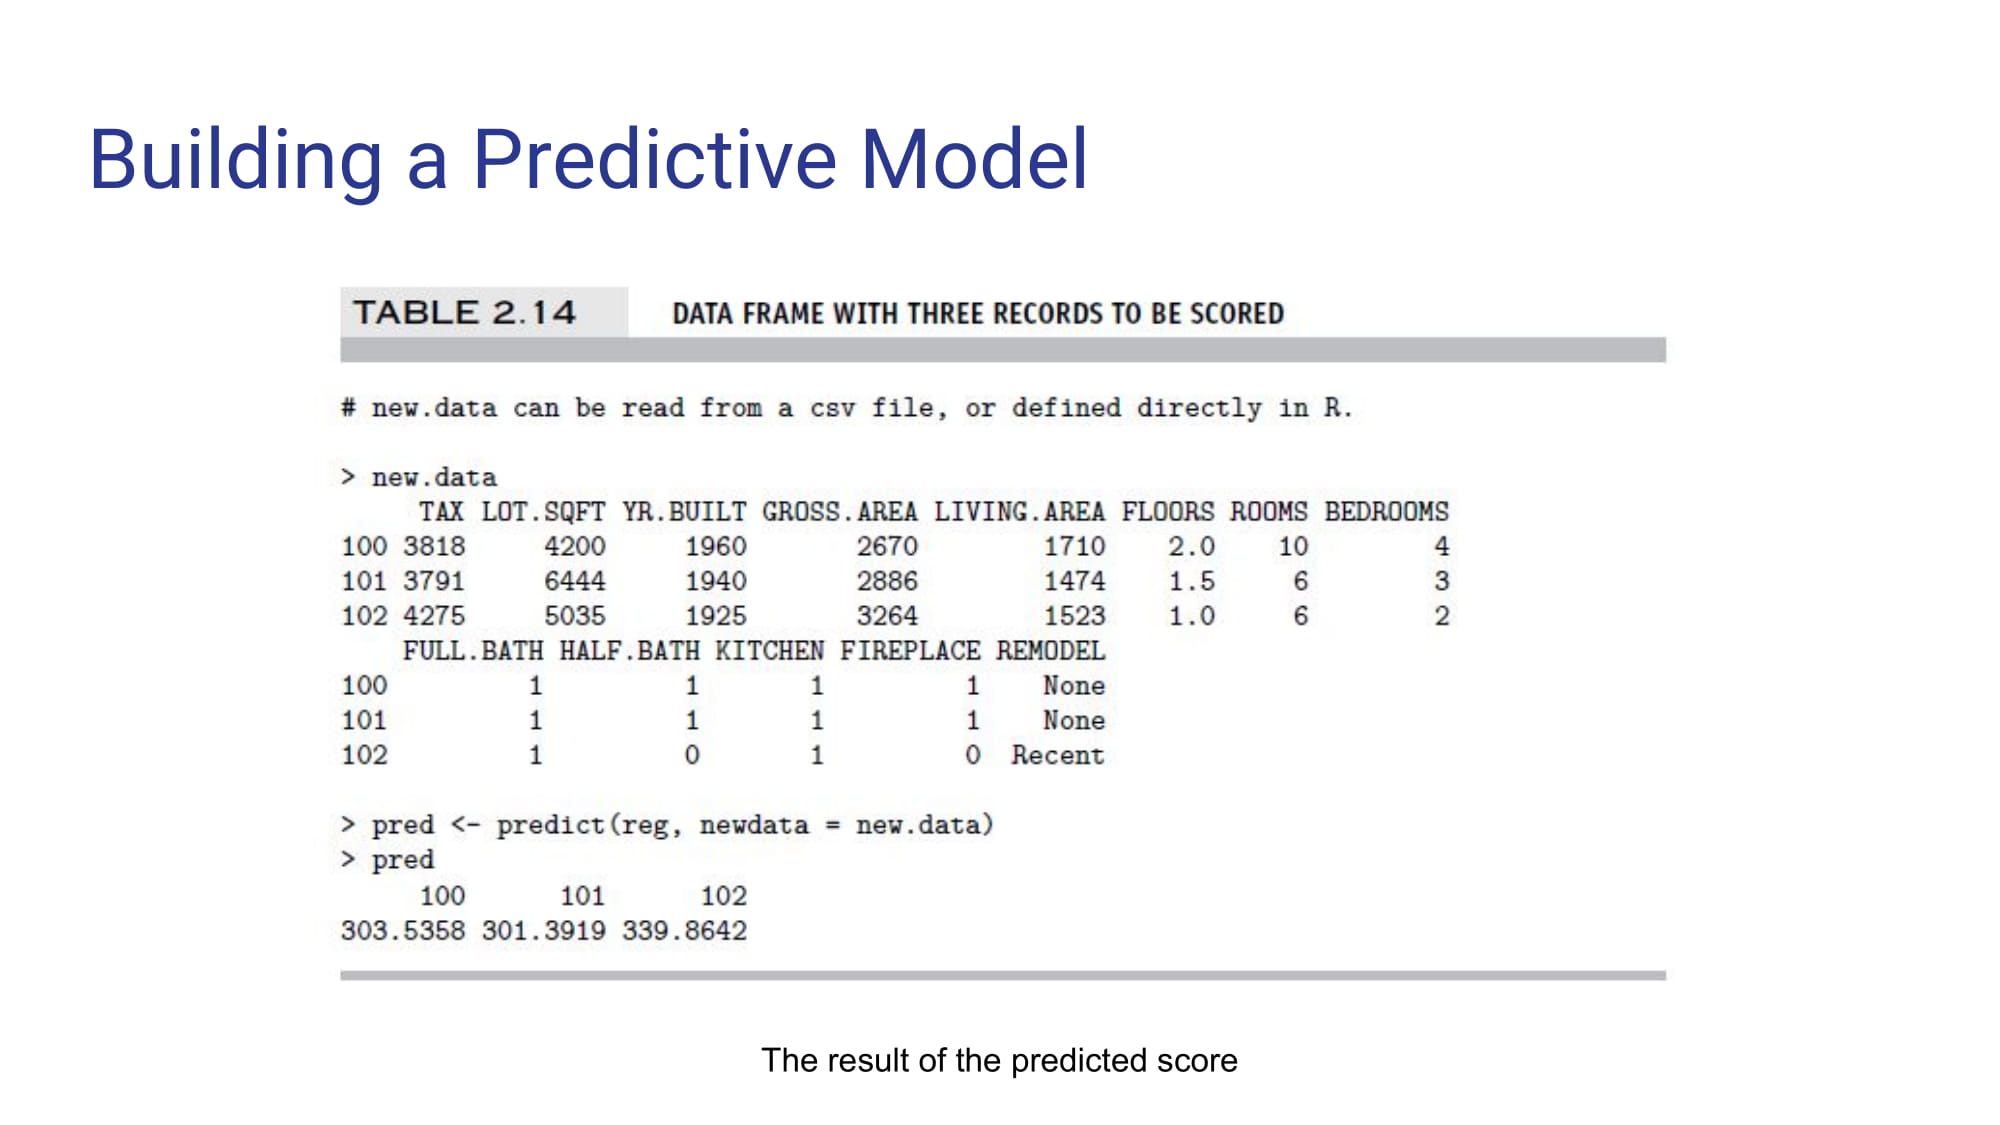 Building a Predictive Model
TABLE 2.14 DATA FRAME WITH THREE RECORDS TO BE SCORED
# new.data can be read from a csv file, or defined directly in R.
> new.data
TAX LOT.SQFT YR.BUILT GROSS.AREA LIVING.AREA FLOORS ROOMS BEDROOMS
100 3818 4200 1960 2670 1710 2.0 10 4
101 3791 6444 1940 2886 1474 1.5 6 3
102 4275 5035 1925 3264 1523 1.0 6 2
FULL.BATH HALF.BATH KITCHEN FIREPLACE REMODEL
100 1 1 1 1 None
101 1 1 1 1 None
102 1 0 1 0 Recent
> pred <- predict(reg, newdata = new.data)
> pred
100 101 102
303.5358 301.3919 339.8642
The result of the predicted score